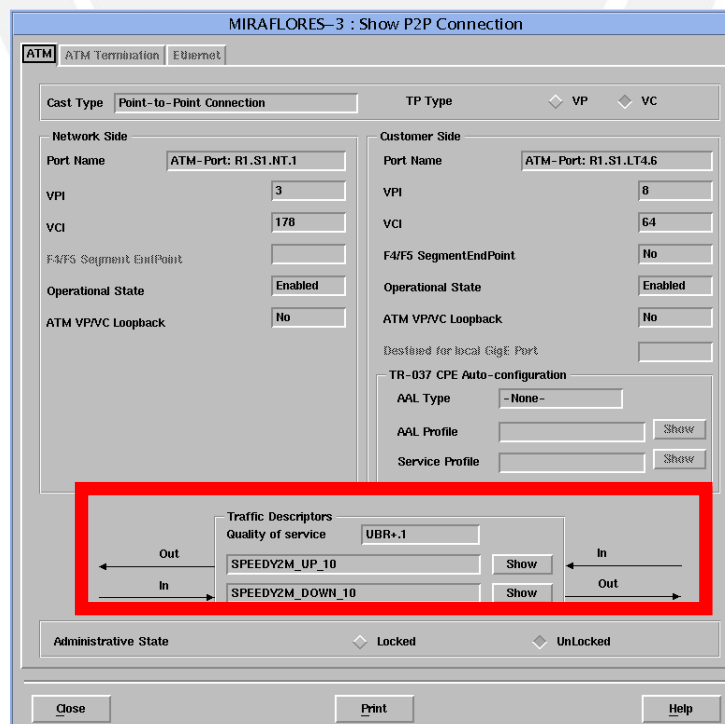 MIRAFLORES-3 : Show P2P Connection
ATM ATM Termination Ethernet
Cast Type Point-to-Point Connection TP Type VP VC
Network Side
Port Name ATM-Port: R1.S1.NT.1
VPI 3
VCI 178
F4/F5 Segment EndPoint
Operational State Enabled
ATM VP/VC Loopback No
Customer Side
Port Name ATM-Port: R1.S1.LT4.6
VPI 8
VCI 64
F4/F5 SegmentEndPoint No
Operational State Enabled
ATM VP/VC Loopback No
Destined for local GigE Port
TR-037 CPE Auto-configuration
AAL Type -None-
AAL Profile Show
Service Profile Show
Traffic Descriptors
Quality of service UBR+.1
Out SPEEDY2M_UP_10 Show In
In SPEEDY2M_DOWN_10 Show Out
Administrative State Locked UnLocked
Close Print Help